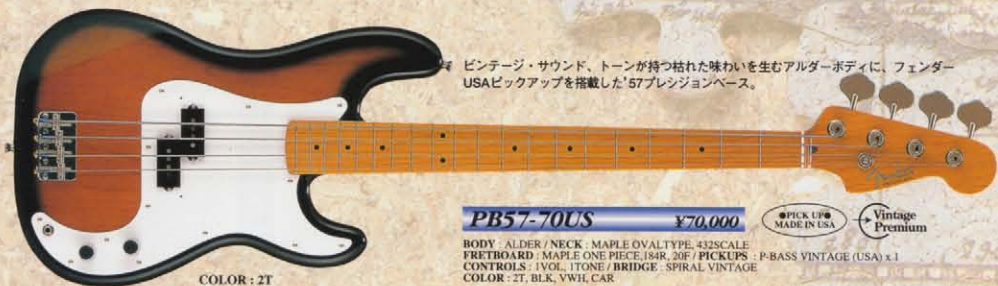 ビンテージ・サウンド、トーンが持つ枯れた味わいを生むアルダーボディに、フェンダー
USAピックアップを搭載した'57プレシジョンベース。
Fender
PB57-70US ¥70,000
●PICK UP●
MADE IN USA
Vintage
Premium
BODY : ALDER / NECK : MAPLE OVALTYPE, 432SCALE
FRETBOARD : MAPLE ONE PIECE,184R, 20F / PICKUPS : P-BASS VINTAGE (USA) x 1
CONTROLS : 1VOL, 1TONE / BRIDGE : SPIRAL VINTAGE
COLOR : 2T, BLK, VWH, CAR
COLOR : 2T